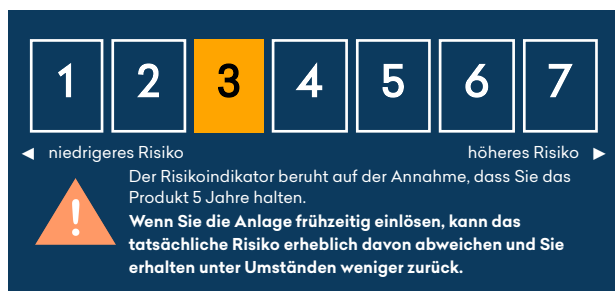 1 2 3 4 5 6 7
◄ niedrigeres Risiko höheres Risiko ►
Der Risikoindikator beruht auf der Annahme, dass Sie das
Produkt 5 Jahre halten.
!
Wenn Sie die Anlage frühzeitig einlösen, kann das
tatsächliche Risiko erheblich davon abweichen und Sie
erhalten unter Umständen weniger zurück.